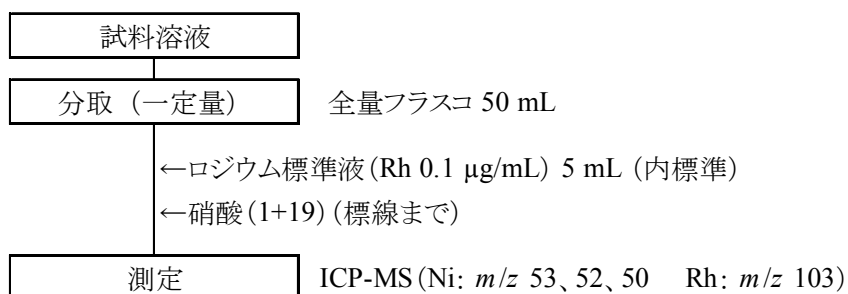 試料溶液
分取（一定量） 全量フラスコ 50 mL
←ロジウム標準液(Rh 0.1 µg/mL) 5 mL (内標準)
←硝酸(1+19) (標線まで)
測定 ICP-MS(Ni: m/z 53、52、50 Rh: m/z 103)